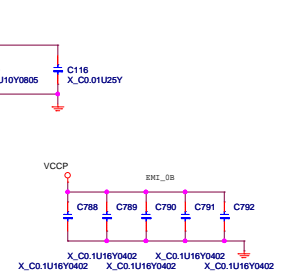 C116
U10Y0805
X_C0.01U25Y
VCCP
EMI_0B
C788 C789 C790 C791 C792
X_C0.1U16Y0402 X_C0.1U16Y0402
X_C0.1U16Y0402 X_C0.1U16Y0402 X_C0.1U16Y0402